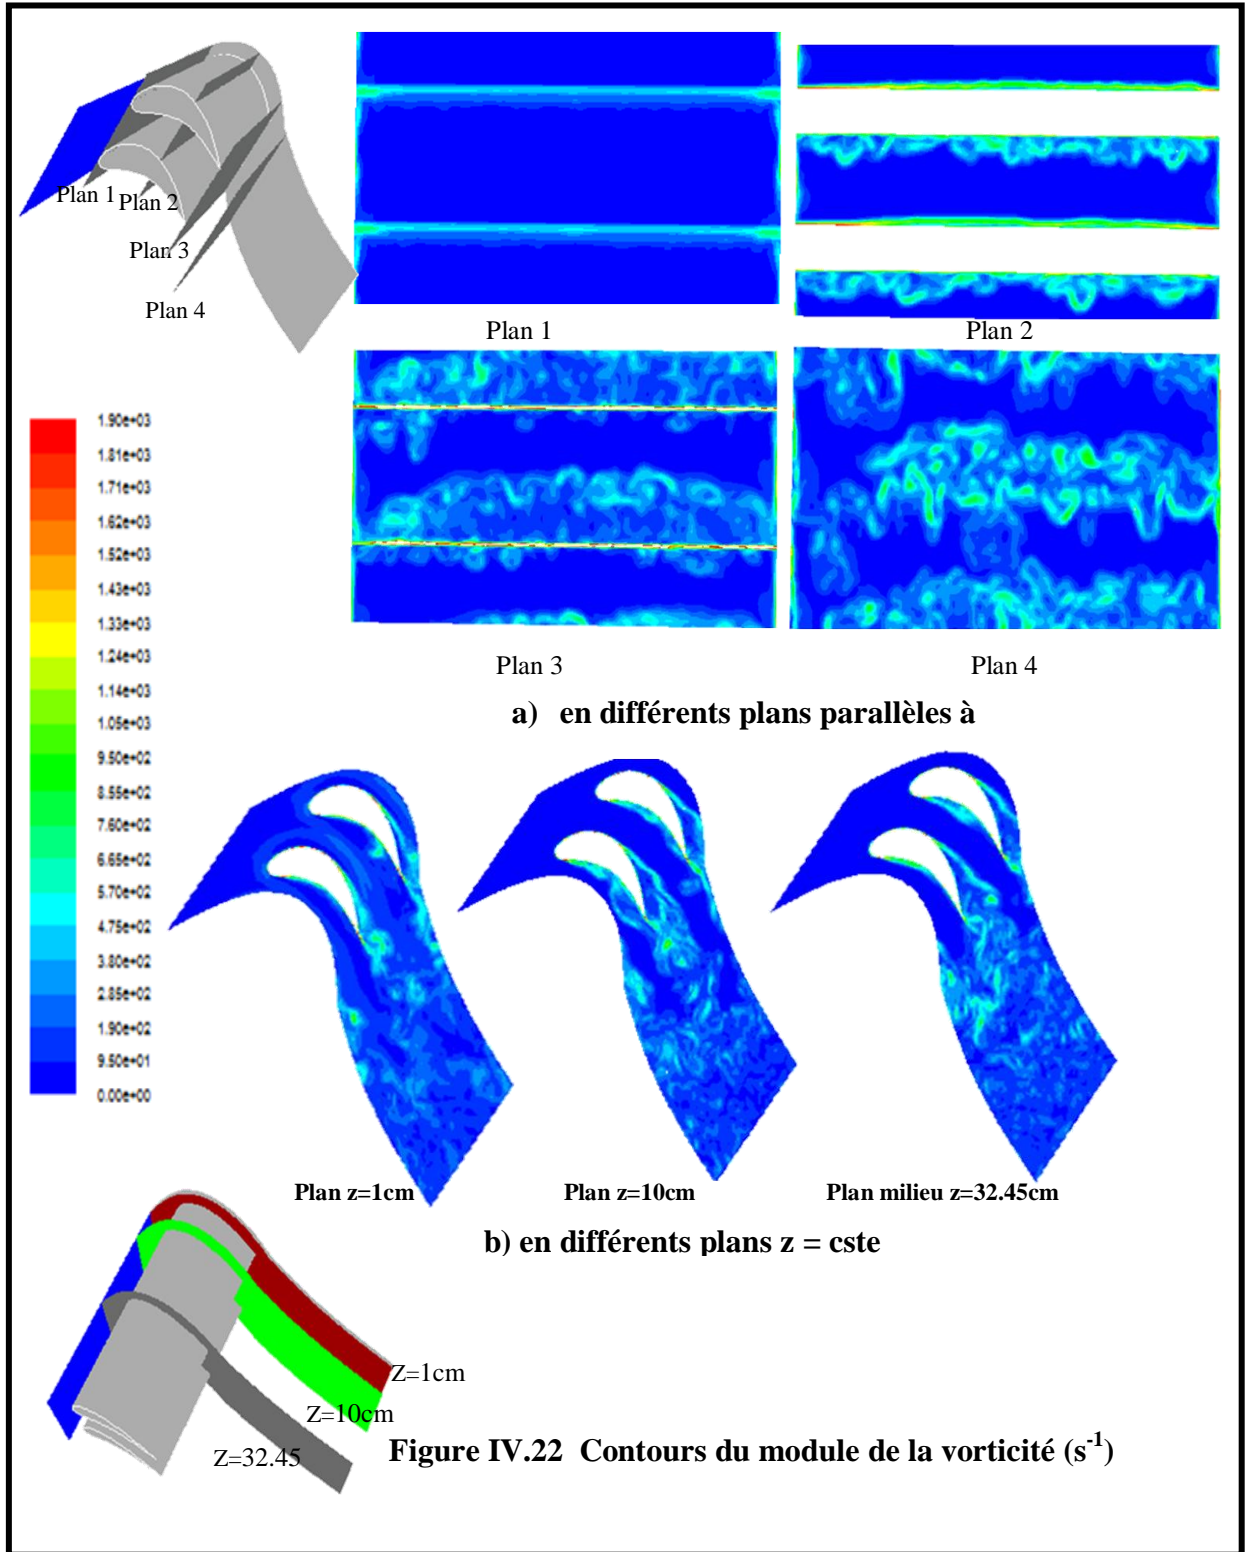 Plan 1
Plan 2
Plan 3
Plan 4
Plan 1
Plan 2
1.90e+03
1.81e+03
1.71e+03
1.62e+03
1.52e+03
1.43e+03
1.33e+03
1.24e+03
1.14e+03
1.05e+03
9.50e+02
8.55e+02
7.60e+02
6.65e+02
5.70e+02
4.75e+02
3.80e+02
2.85e+02
1.90e+02
9.50e+01
0.00e+00
Plan 3
Plan 4
a) en différents plans parallèles à
Plan z=1cm
Plan z=10cm
Plan milieu z=32.45cm
b) en différents plans z = cste
Z=1cm
Z=10cm
Z=32.45
Figure IV.22 Contours du module de la vorticité (s⁻¹)